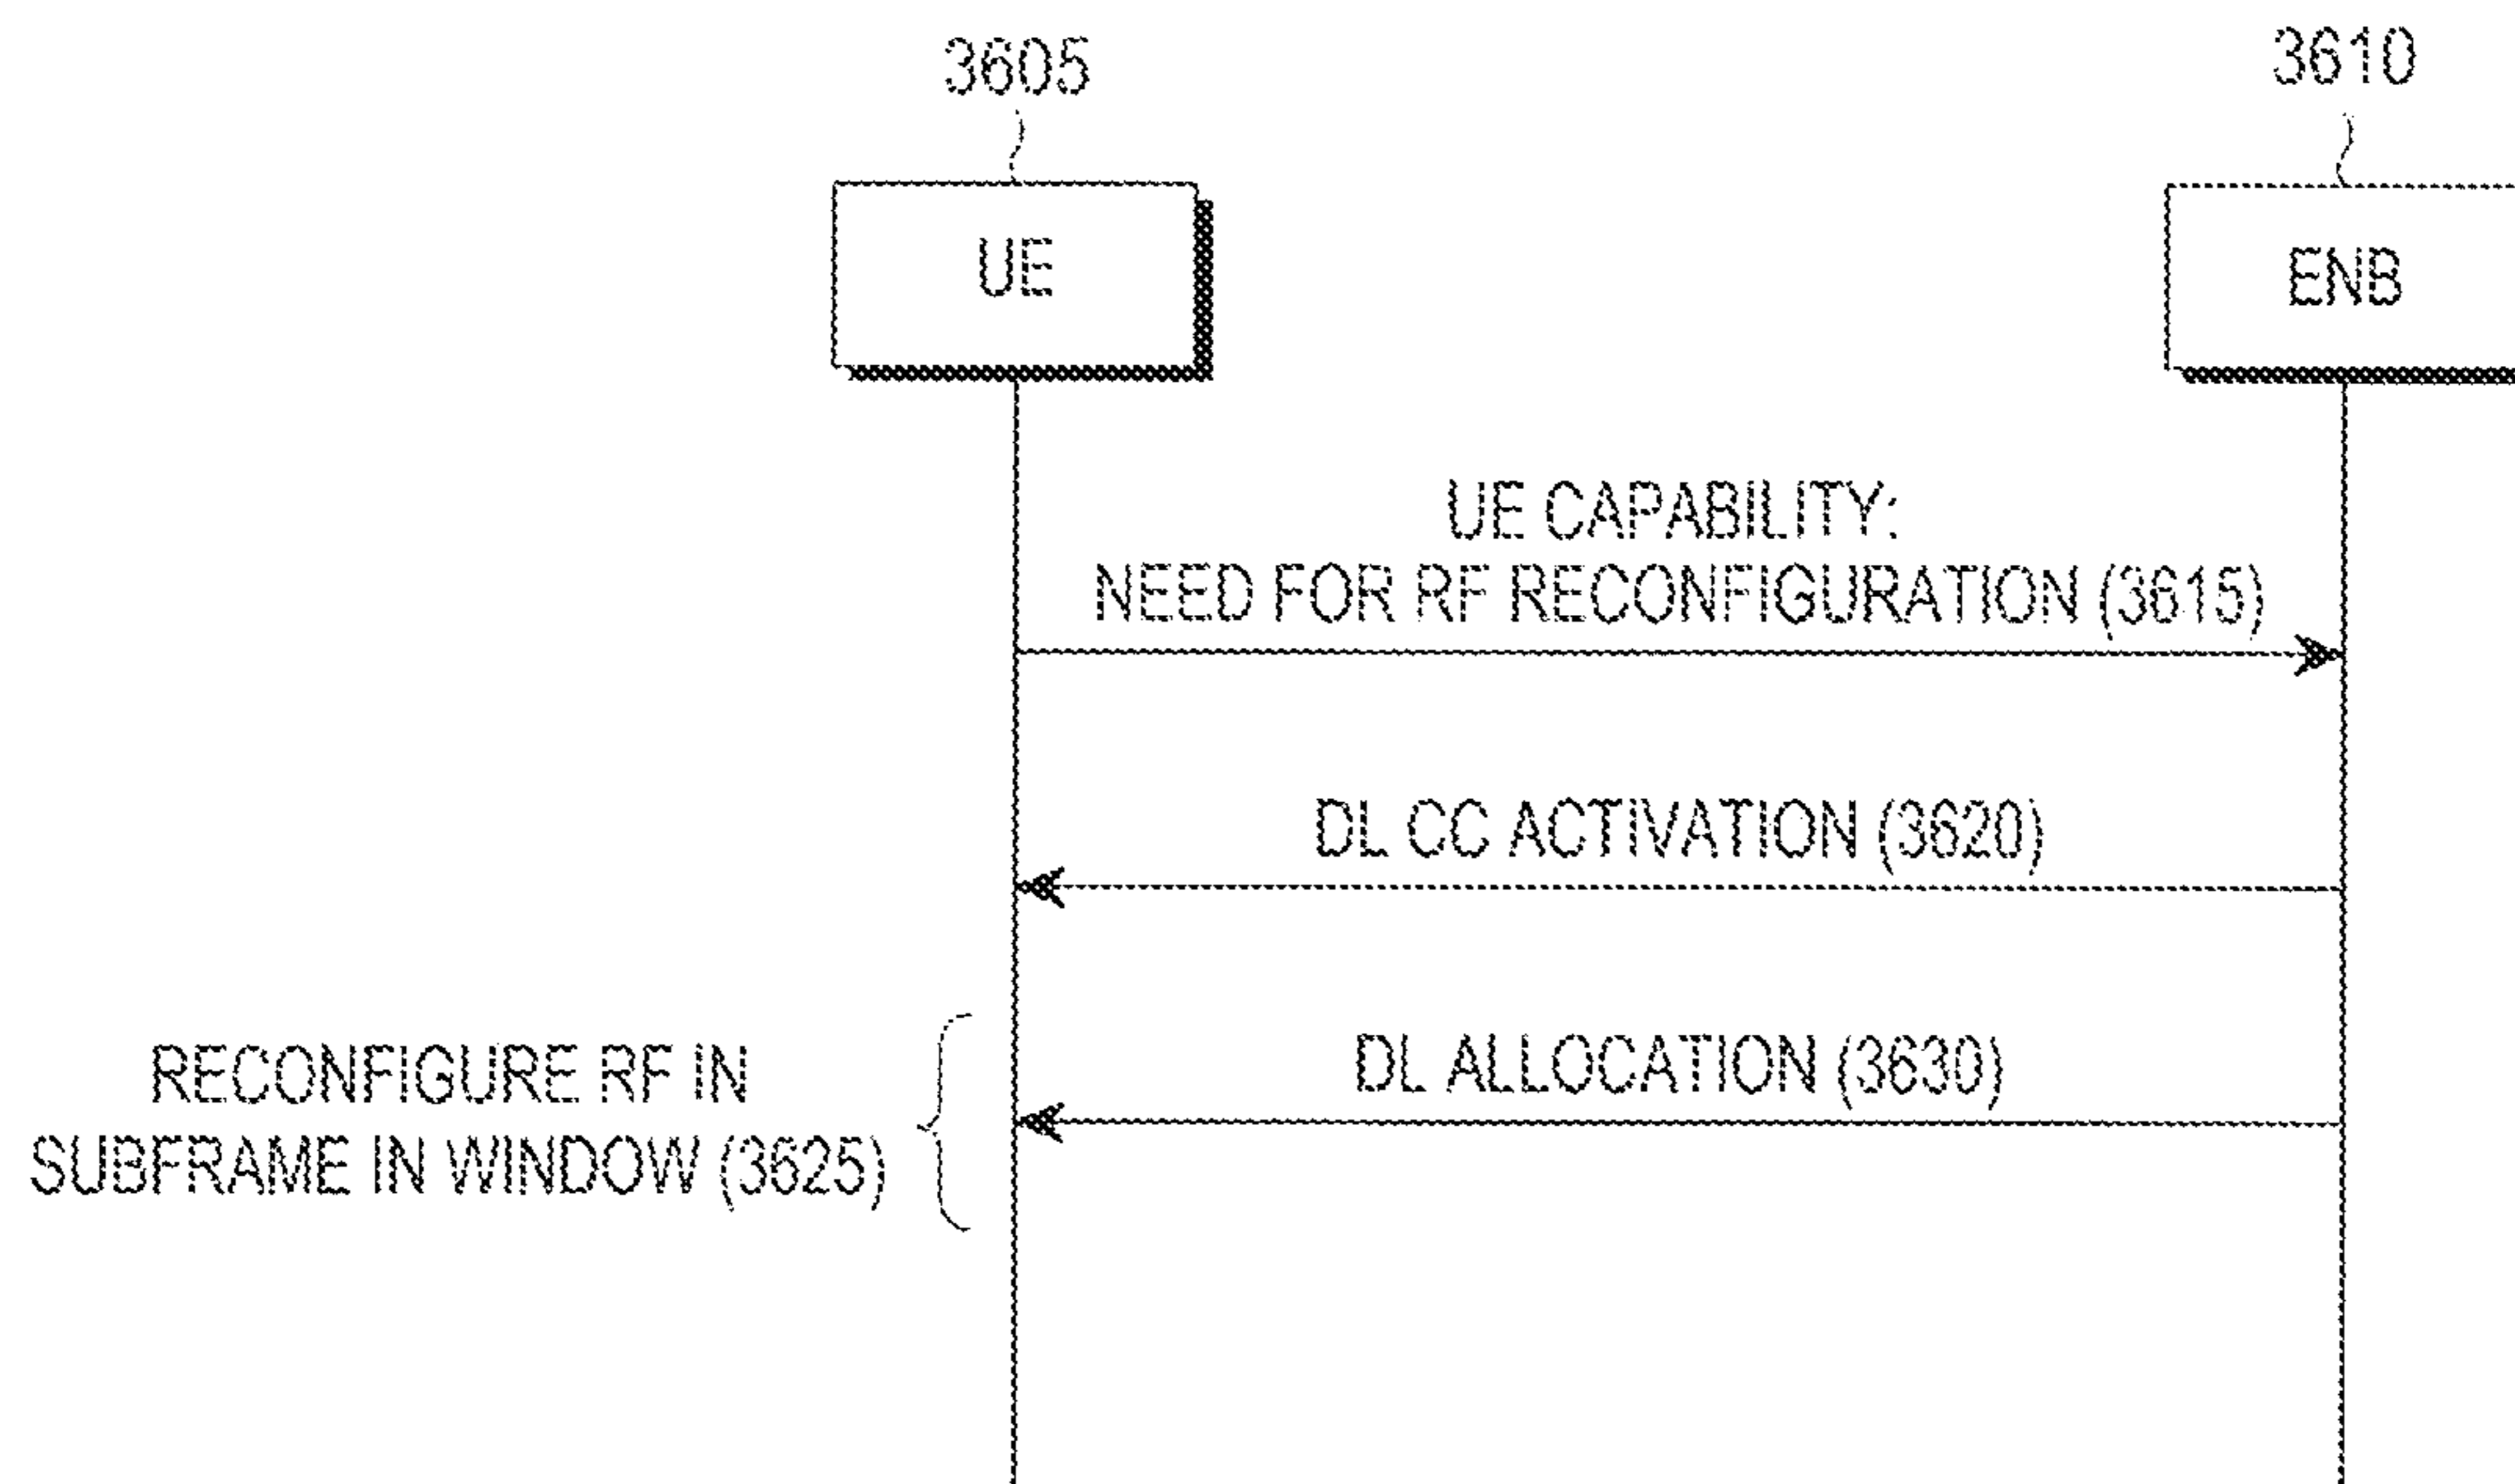 3605
3610
UE
ENB
UE CAPABILITY:
NEED FOR RF RECONFIGURATION (3615)
DL CC ACTIVATION (3620)
DL ALLOCATION (3630)
RECONFIGURE RF IN
SUBFRAME IN WINDOW (3625)